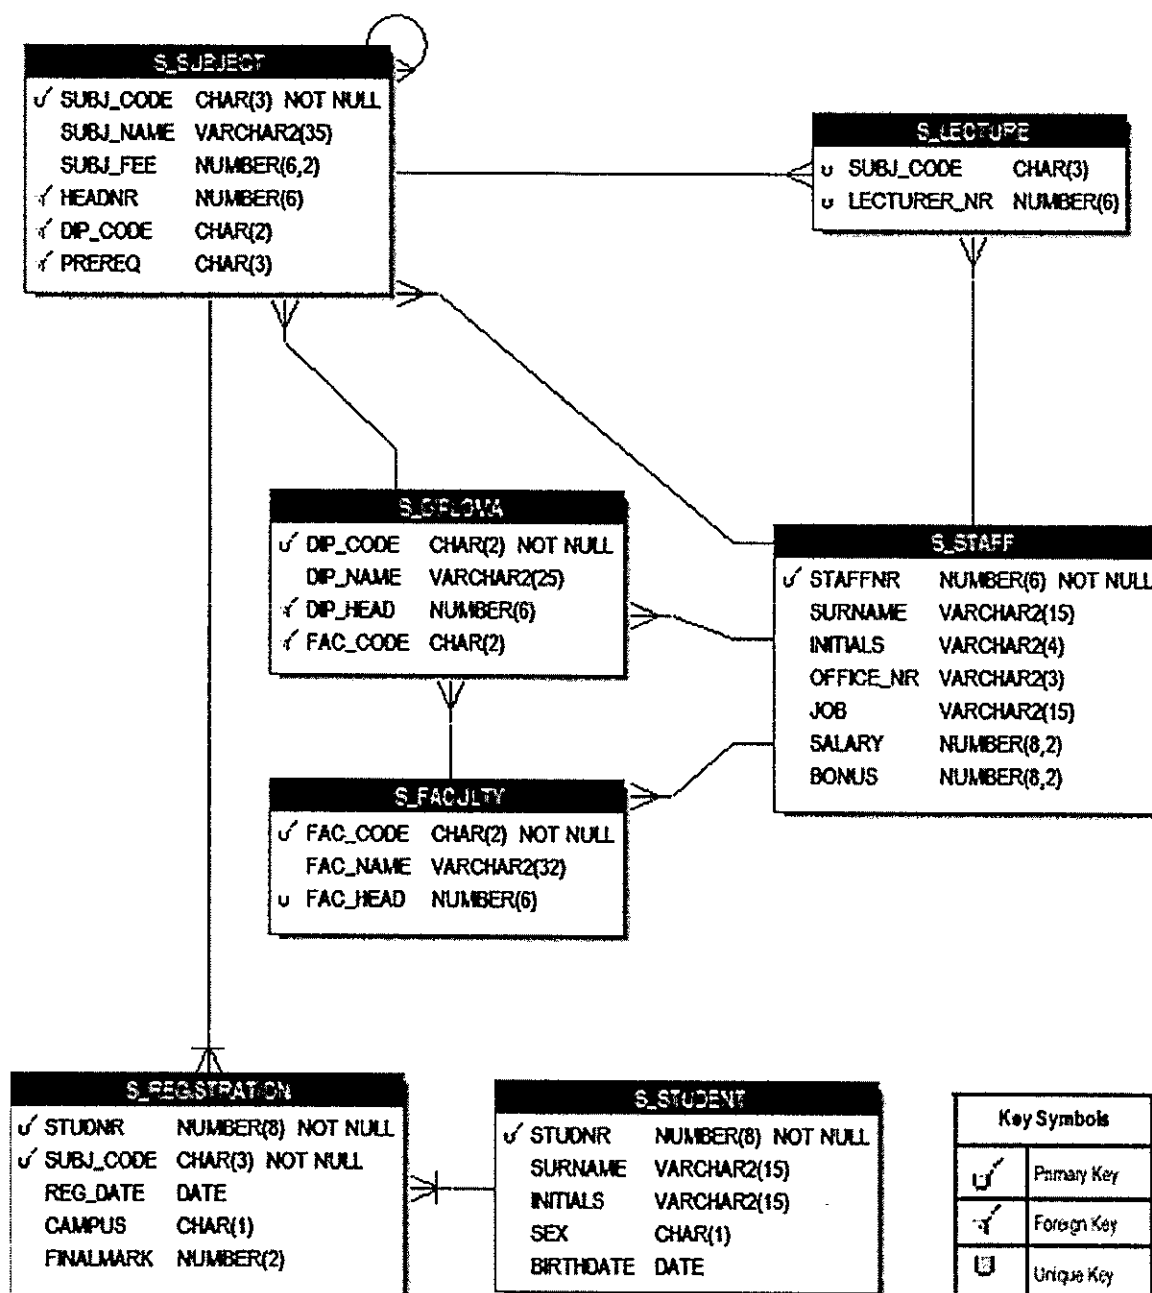 S_SUBJECT
SUBJ_CODE CHAR(3) NOT NULL
SUBJ_NAME VARCHAR2(35)
SUBJ_FEE NUMBER(6,2)
HEADNR NUMBER(6)
DIP_CODE CHAR(2)
PREREQ CHAR(3)
S_LECTURE
SUBJ_CODE CHAR(3)
LECTURER_NR NUMBER(6)
S_DIPLOMA
DIP_CODE CHAR(2) NOT NULL
DIP_NAME VARCHAR2(25)
DIP_HEAD NUMBER(6)
FAC_CODE CHAR(2)
S_STAFF
STAFFNR NUMBER(6) NOT NULL
SURNAME VARCHAR2(15)
INITIALS VARCHAR2(4)
OFFICE_NR VARCHAR2(3)
JOB VARCHAR2(15)
SALARY NUMBER(8,2)
BONUS NUMBER(8,2)
S_FACULTY
FAC_CODE CHAR(2) NOT NULL
FAC_NAME VARCHAR2(32)
FAC_HEAD NUMBER(6)
S_REGISTRATION
STUDNR NUMBER(8) NOT NULL
SUBJ_CODE CHAR(3) NOT NULL
REG_DATE DATE
CAMPUS CHAR(1)
FINALMARK NUMBER(2)
S_STUDENT
STUDNR NUMBER(8) NOT NULL
SURNAME VARCHAR2(15)
INITIALS VARCHAR2(15)
SEX CHAR(1)
BIRTHDATE DATE
Key Symbols
Primary Key
Foreign Key
Unique Key